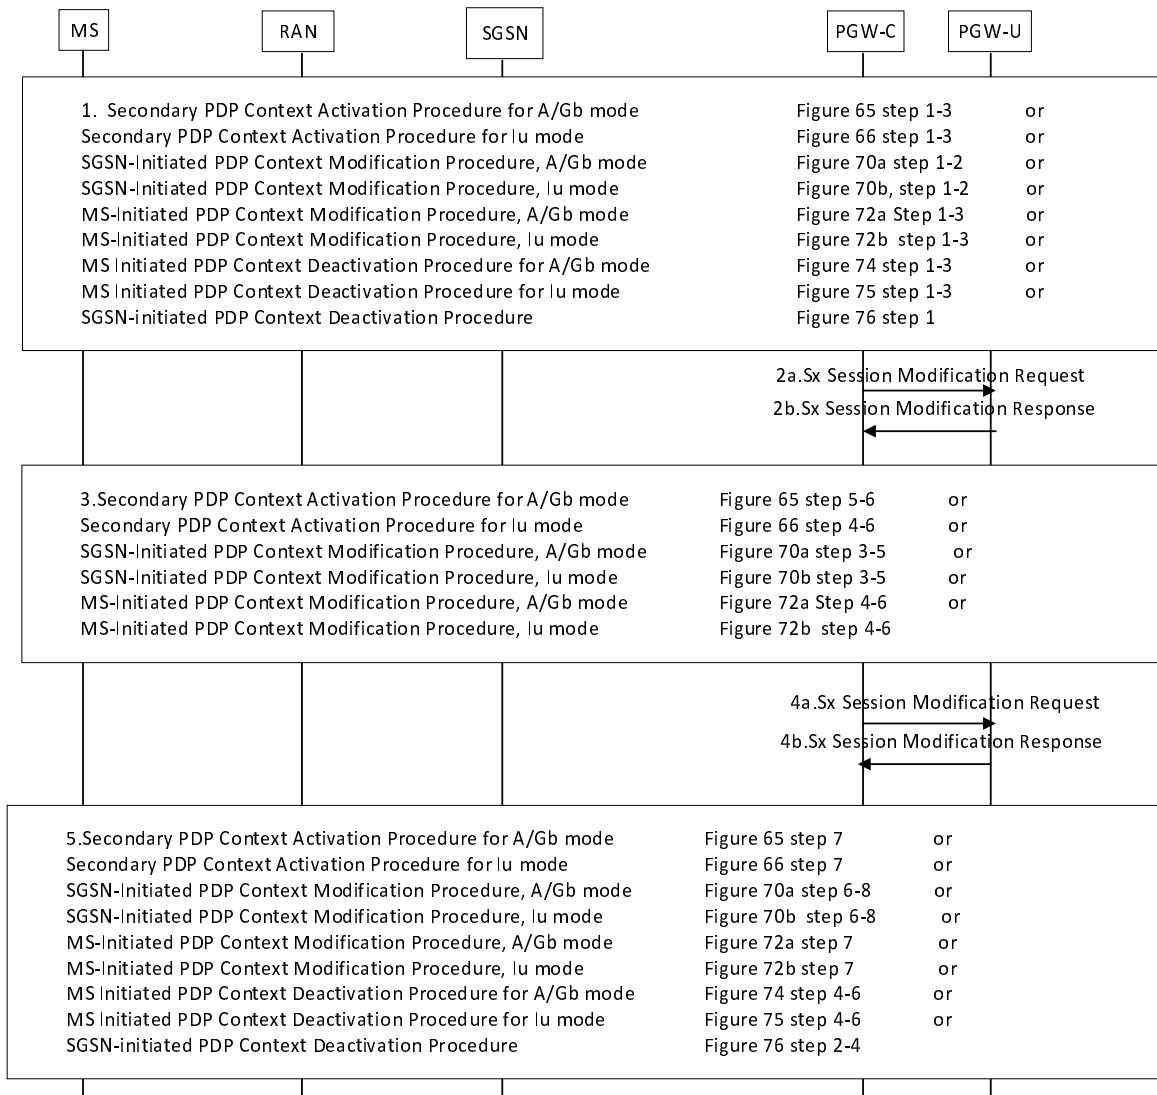 MS RAN SGSN PGW-C PGW-U
1. Secondary PDP Context Activation Procedure for A/Gb mode Figure 65 step 1-3 or
Secondary PDP Context Activation Procedure for Iu mode Figure 66 step 1-3 or
SGSN-Initiated PDP Context Modification Procedure, A/Gb mode Figure 70a step 1-2 or
SGSN-Initiated PDP Context Modification Procedure, Iu mode Figure 70b, step 1-2 or
MS-Initiated PDP Context Modification Procedure, A/Gb mode Figure 72a Step 1-3 or
MS-Initiated PDP Context Modification Procedure, Iu mode Figure 72b step 1-3 or
MS Initiated PDP Context Deactivation Procedure for A/Gb mode Figure 74 step 1-3 or
MS Initiated PDP Context Deactivation Procedure for Iu mode Figure 75 step 1-3 or
SGSN-initiated PDP Context Deactivation Procedure Figure 76 step 1
2a.Sx Session Modification Request
2b.Sx Session Modification Response
3.Secondary PDP Context Activation Procedure for A/Gb mode Figure 65 step 5-6 or
Secondary PDP Context Activation Procedure for Iu mode Figure 66 step 4-6 or
SGSN-Initiated PDP Context Modification Procedure, A/Gb mode Figure 70a step 3-5 or
SGSN-Initiated PDP Context Modification Procedure, Iu mode Figure 70b step 3-5 or
MS-Initiated PDP Context Modification Procedure, A/Gb mode Figure 72a Step 4-6 or
MS-Initiated PDP Context Modification Procedure, Iu mode Figure 72b step 4-6
4a.Sx Session Modification Request
4b.Sx Session Modification Response
5.Secondary PDP Context Activation Procedure for A/Gb mode Figure 65 step 7 or
Secondary PDP Context Activation Procedure for Iu mode Figure 66 step 7 or
SGSN-Initiated PDP Context Modification Procedure, A/Gb mode Figure 70a step 6-8 or
SGSN-Initiated PDP Context Modification Procedure, Iu mode Figure 70b step 6-8 or
MS-Initiated PDP Context Modification Procedure, A/Gb mode Figure 72a step 7 or
MS-Initiated PDP Context Modification Procedure, Iu mode Figure 72b step 7 or
MS Initiated PDP Context Deactivation Procedure for A/Gb mode Figure 74 step 4-6 or
MS Initiated PDP Context Deactivation Procedure for Iu mode Figure 75 step 4-6 or
SGSN-initiated PDP Context Deactivation Procedure Figure 76 step 2-4